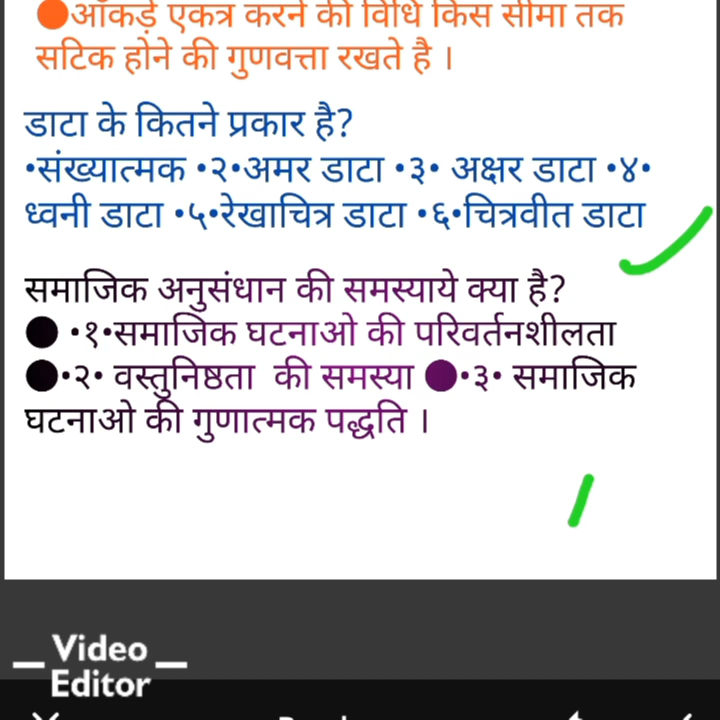 ●आँकड़े एकत्र करने की विधि किस सीमा तक
सटिक होने की गुणवत्ता रखते है ।
डाटा के कितने प्रकार है?
•संख्यात्मक •२•अमर डाटा •३• अक्षर डाटा •४•
ध्वनी डाटा •५•रेखाचित्र डाटा •६•चित्रवीत डाटा
समाजिक अनुसंधान की समस्याये क्या है?
● •१•समाजिक घटनाओ की परिवर्तनशीलता
●•२• वस्तुनिष्ठता की समस्या ●•३• समाजिक
घटनाओ की गुणात्मक पद्धति ।
Video
Editor